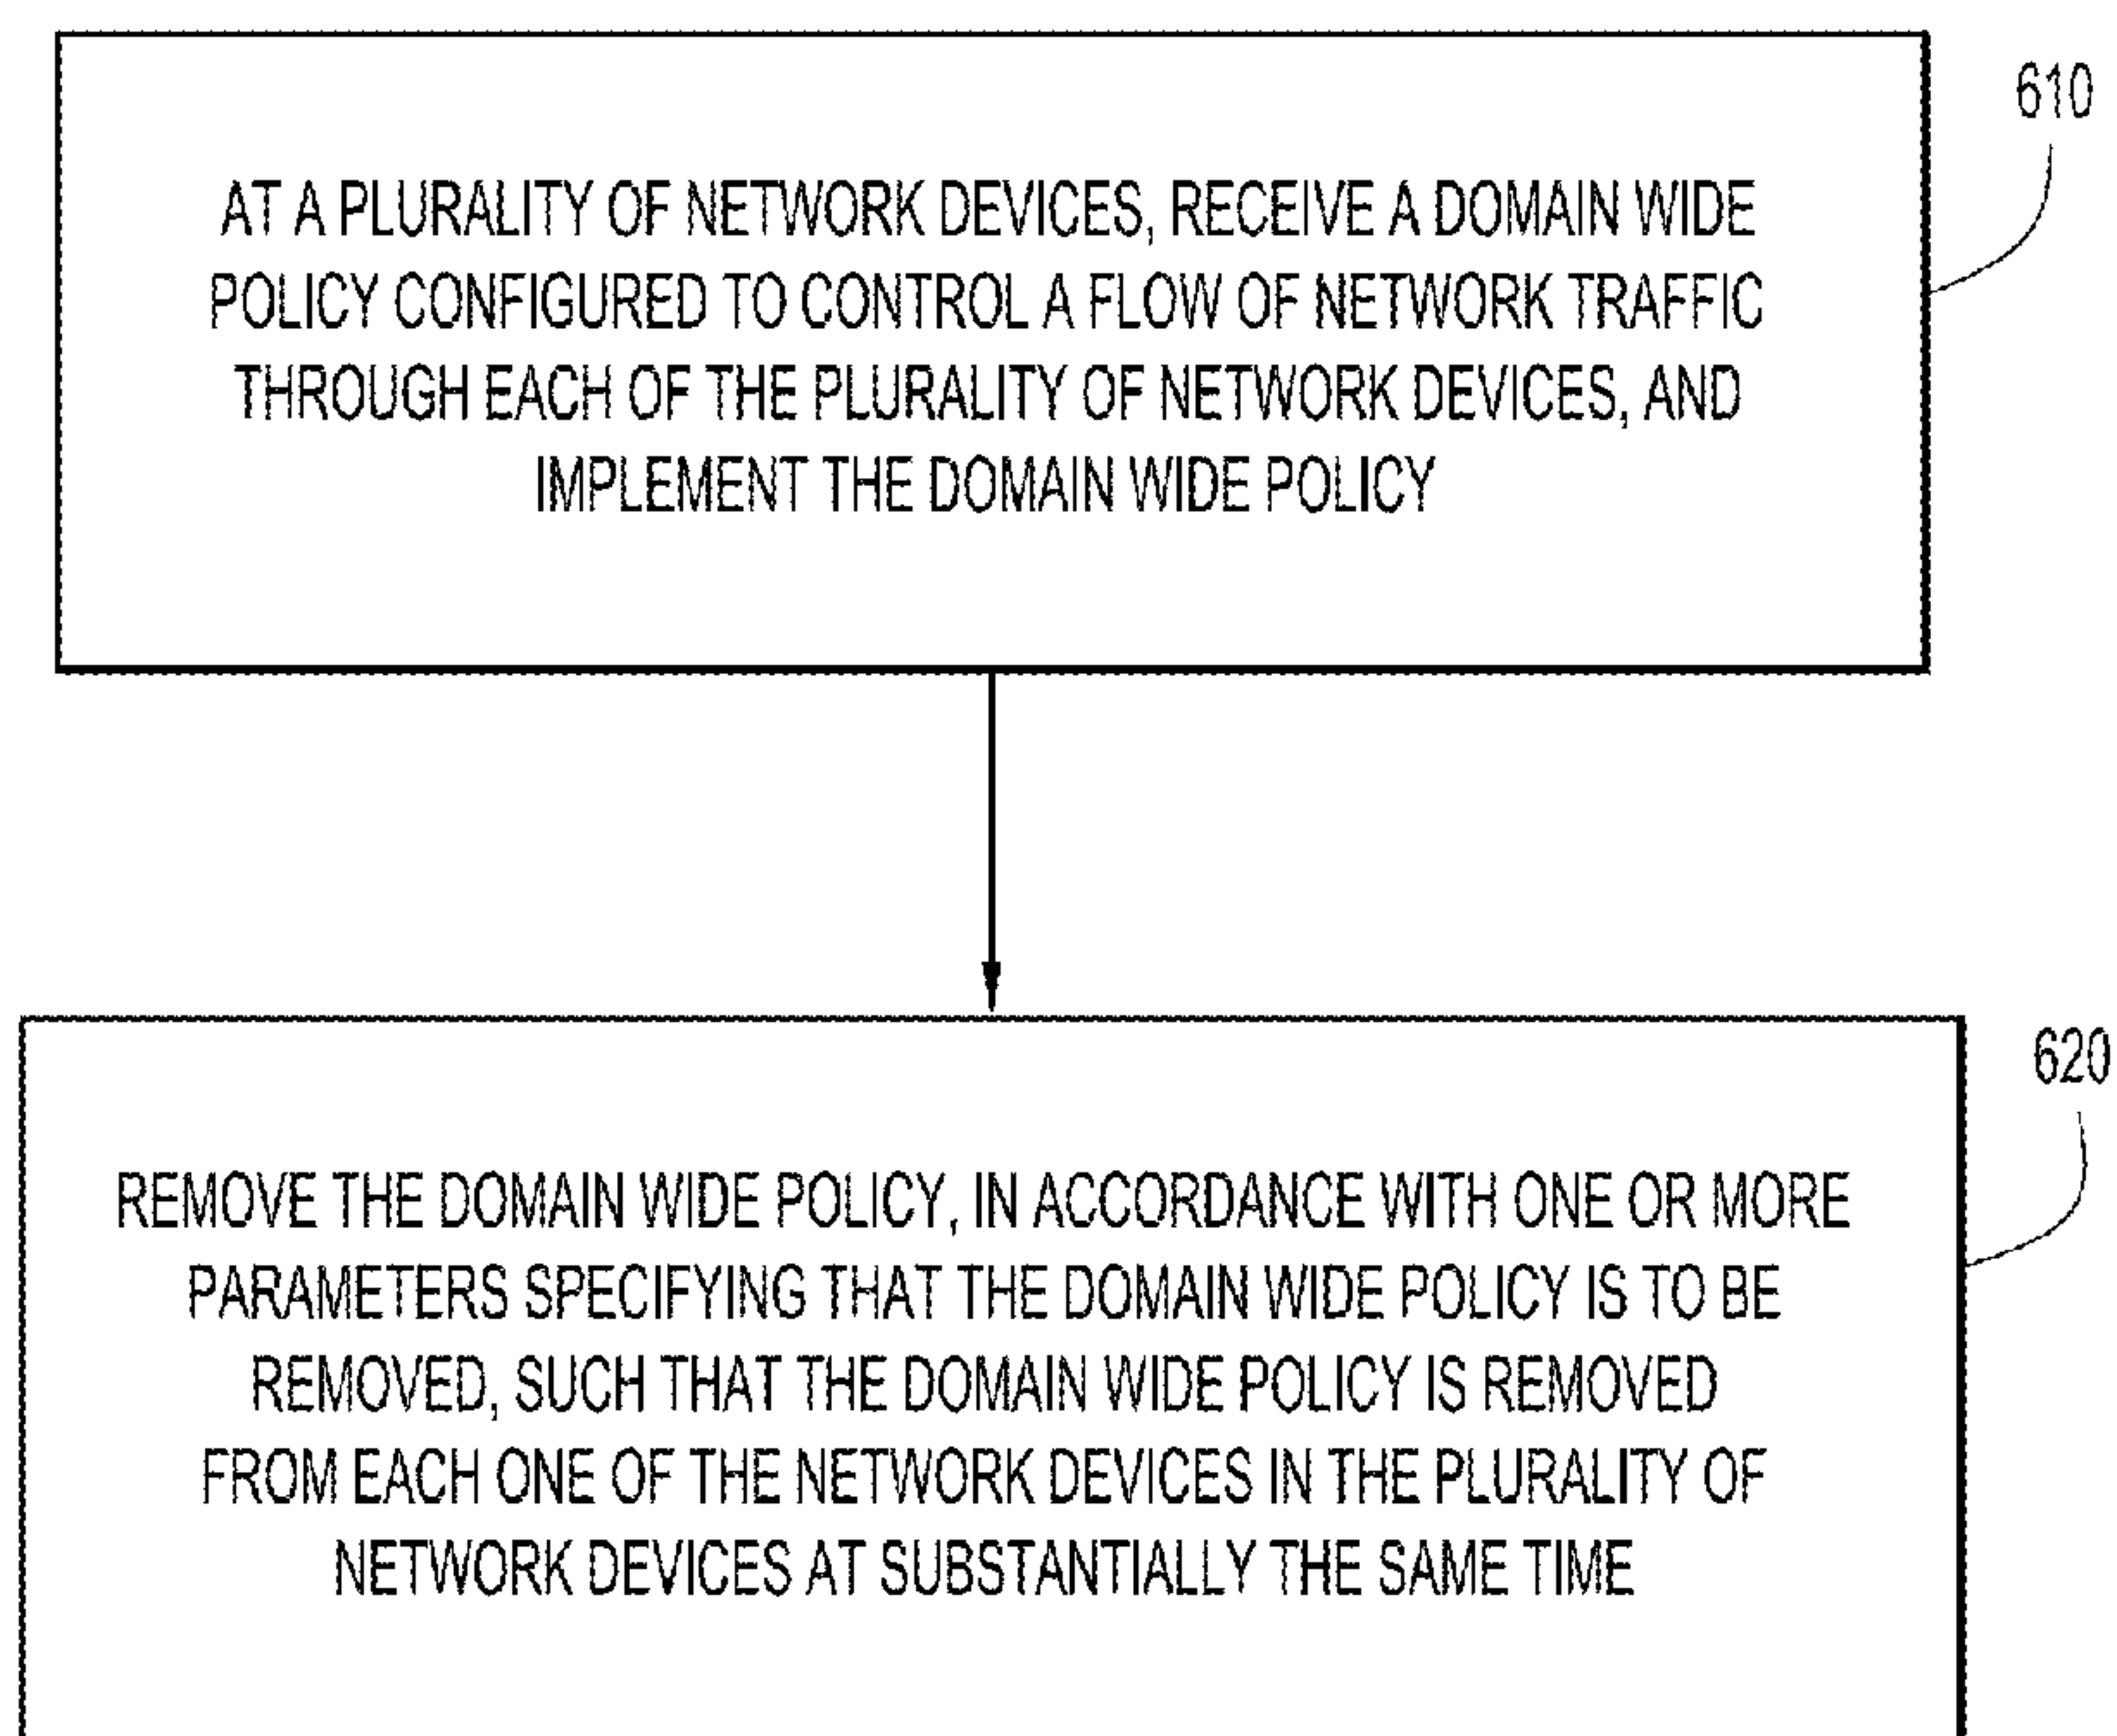 610
AT A PLURALITY OF NETWORK DEVICES, RECEIVE A DOMAIN WIDE
POLICY CONFIGURED TO CONTROL A FLOW OF NETWORK TRAFFIC
THROUGH EACH OF THE PLURALITY OF NETWORK DEVICES, AND
IMPLEMENT THE DOMAIN WIDE POLICY
620
REMOVE THE DOMAIN WIDE POLICY, IN ACCORDANCE WITH ONE OR MORE
PARAMETERS SPECIFYING THAT THE DOMAIN WIDE POLICY IS TO BE
REMOVED, SUCH THAT THE DOMAIN WIDE POLICY IS REMOVED
FROM EACH ONE OF THE NETWORK DEVICES IN THE PLURALITY OF
NETWORK DEVICES AT SUBSTANTIALLY THE SAME TIME